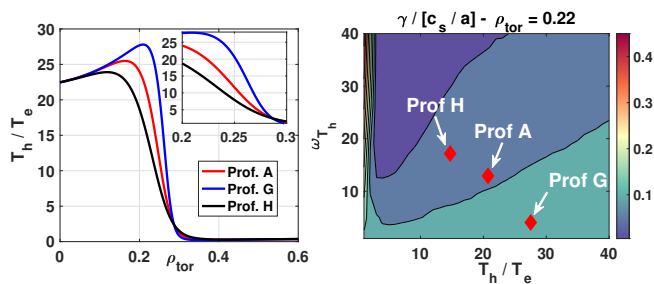 γ / [c_s / a] - ρ_tor = 0.22
30
25
20
15
10
5
0
T_h / T_e
0
0.2
0.4
0.6
ρ_tor
25
20
15
10
5
0.2
0.25
0.3
Prof. A
Prof. G
Prof. H
40
30
20
10
ω_T_h
10
20
30
40
T_h / T_e
Prof H
Prof A
Prof G
0.4
0.3
0.2
0.1